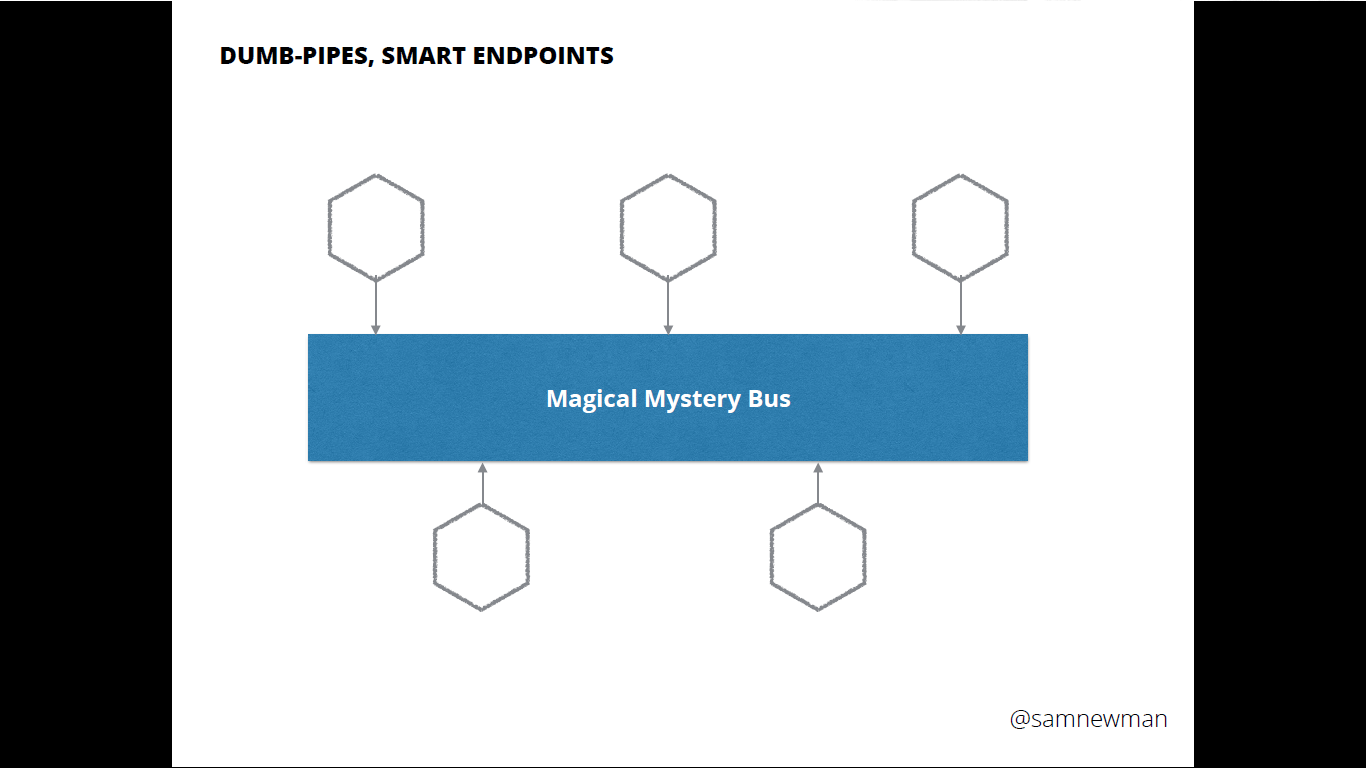 DUMB-PIPES, SMART ENDPOINTS
Magical Mystery Bus
@samnewman